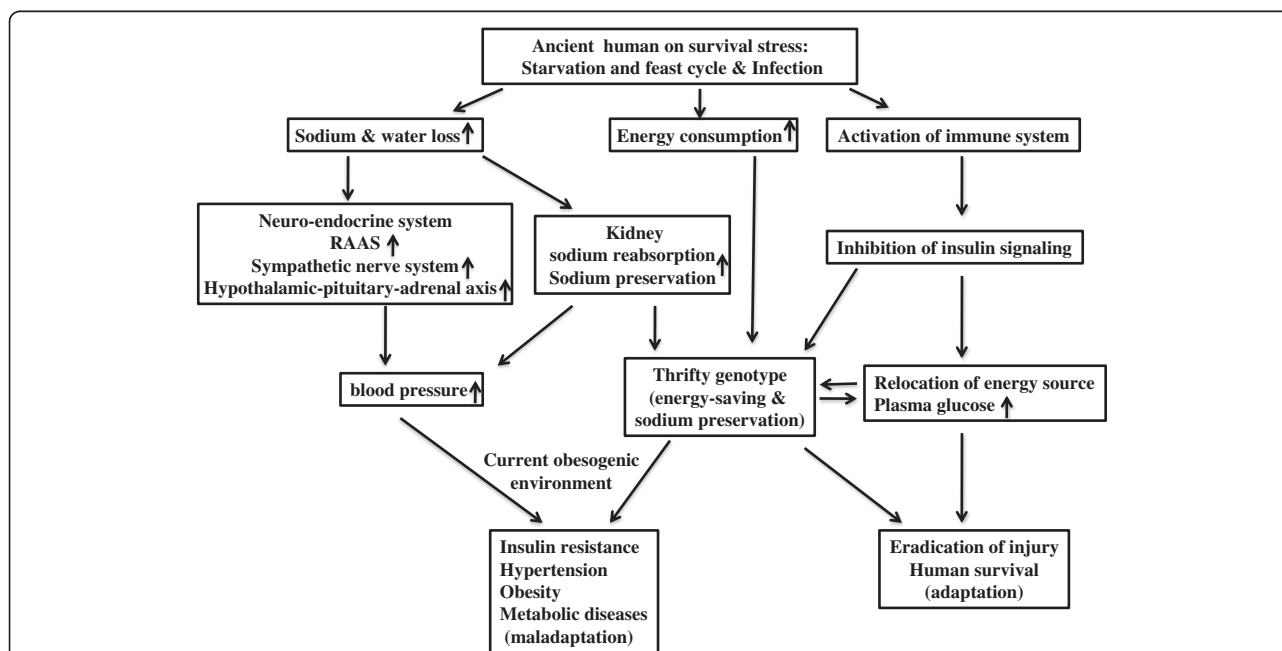 Ancient human on survival stress:
Starvation and feast cycle & Infection
Sodium & water loss↑
Energy consumption↑
Activation of immune system
Neuro-endocrine system
RAAS ↑
Sympathetic nerve system↑
Hypothalamic-pituitary-adrenal axis↑
Kidney
sodium reabsorption
Sodium preservation↑
Inhibition of insulin signaling
blood pressure↑
Thrifty genotype
(energy-saving &
sodium preservation)
Relocation of energy source
Plasma glucose ↑
Current obesogenic
environment
Insulin resistance
Hypertension
Obesity
Metabolic diseases
(maladaptation)
Eradication of injury
Human survival
(adaptation)